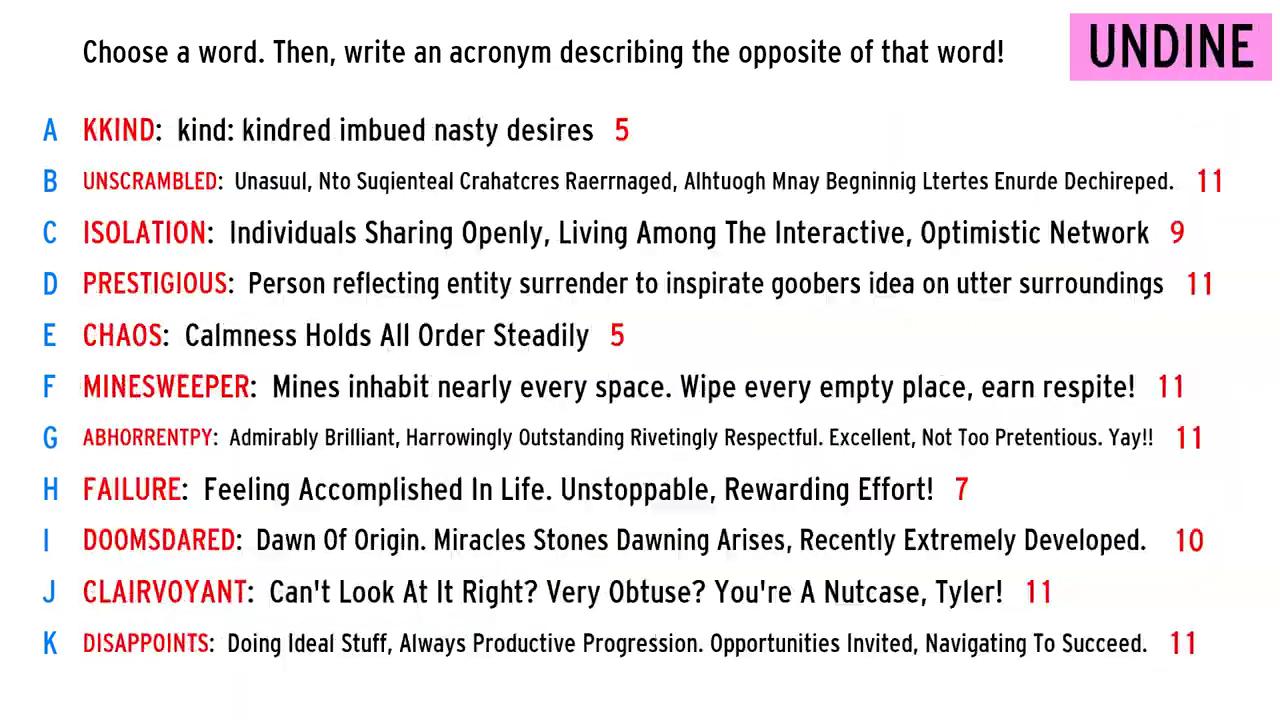 Choose a word. Then, write an acronym describing the opposite of that word!
UNDINE
A KKIND: kind: kindred imbued nasty desires 5
B UNSCRAMBLED: Unasuul, Nto Suqienteal Crahatcres Raerrnaged, Alhtuogh Mnay Begninnig Ltertes Enurde Dechireped. 11
C ISOLATION: Individuals Sharing Openly, Living Among The Interactive, Optimistic Network 9
D PRESTIGIOUS: Person reflecting entity surrender to inspirate goobers idea on utter surroundings 11
E CHAOS: Calmness Holds All Order Steadily 5
F MINESWEEPER: Mines inhabit nearly every space. Wipe every empty place, earn respite! 11
G ABHORRENTPY: Admirably Brilliant, Harrowingly Outstanding Rivetingly Respectful. Excellent, Not Too Pretentious. Yay!! 11
H FAILURE: Feeling Accomplished In Life. Unstoppable, Rewarding Effort! 7
I DOOMSDARED: Dawn Of Origin. Miracles Stones Dawning Arises, Recently Extremely Developed. 10
J CLAIRVOYANT: Can't Look At It Right? Very Obtuse? You're A Nutcase, Tyler! 11
K DISAPPOINTS: Doing Ideal Stuff, Always Productive Progression. Opportunities Invited, Navigating To Succeed. 11